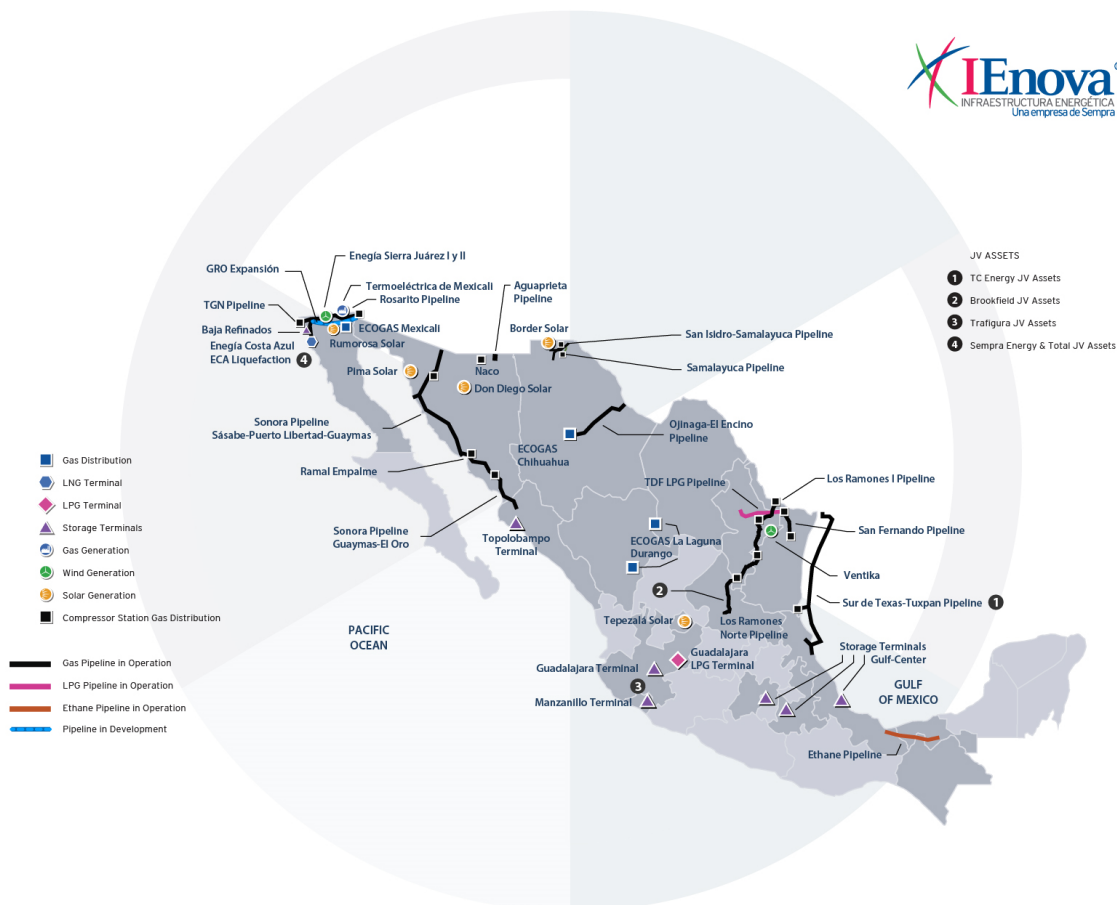 IEnova
INFRAESTRUCTURA ENERGÉTICA
Una empresa de Sempra
JV ASSETS
1 TC Energy JV Assets
2 Brookfield JV Assets
3 Trafigura JV Assets
4 Sempra Energy & Total JV Assets
Enegía Sierra Juárez I y II
GRO Expansión
Termoeléctrica de Mexicali
Rosarito Pipeline
TGN Pipeline
Baja Refinados
ECOGAS Mexicali
Enegía Costa Azul
ECA Liquefaction 4
Rumorosa Solar
Aguaprieta
Pipeline
Border Solar
San Isidro-Samalayuca Pipeline
Samalayuca Pipeline
Pima Solar
Naco
Don Diego Solar
Sonora Pipeline
Sásabe-Puerto Libertad-Guaymas
Ojinaga-El Encino
Pipeline
ECOGAS
Chihuahua
Ramal Empalme
TDF LPG Pipeline
Los Ramones I Pipeline
Sonora Pipeline
Guaymas-El Oro
Topolobampo
Terminal
San Fernando Pipeline
ECOGAS La Laguna
Durango
Ventika
2
Sur de Texas-Tuxpan Pipeline 1
Tepezalá Solar
Los Ramones
Norte Pipeline
PACIFIC
OCEAN
Storage Terminals
Gulf-Center
Guadalajara
LPG Terminal
Guadalajara Terminal
3
Manzanillo Terminal
GULF
OF MEXICO
Ethane Pipeline
Gas Distribution
LNG Terminal
LPG Terminal
Storage Terminals
Gas Generation
Wind Generation
Solar Generation
Compressor Station Gas Distribution
Gas Pipeline in Operation
LPG Pipeline in Operation
Ethane Pipeline in Operation
Pipeline in Development